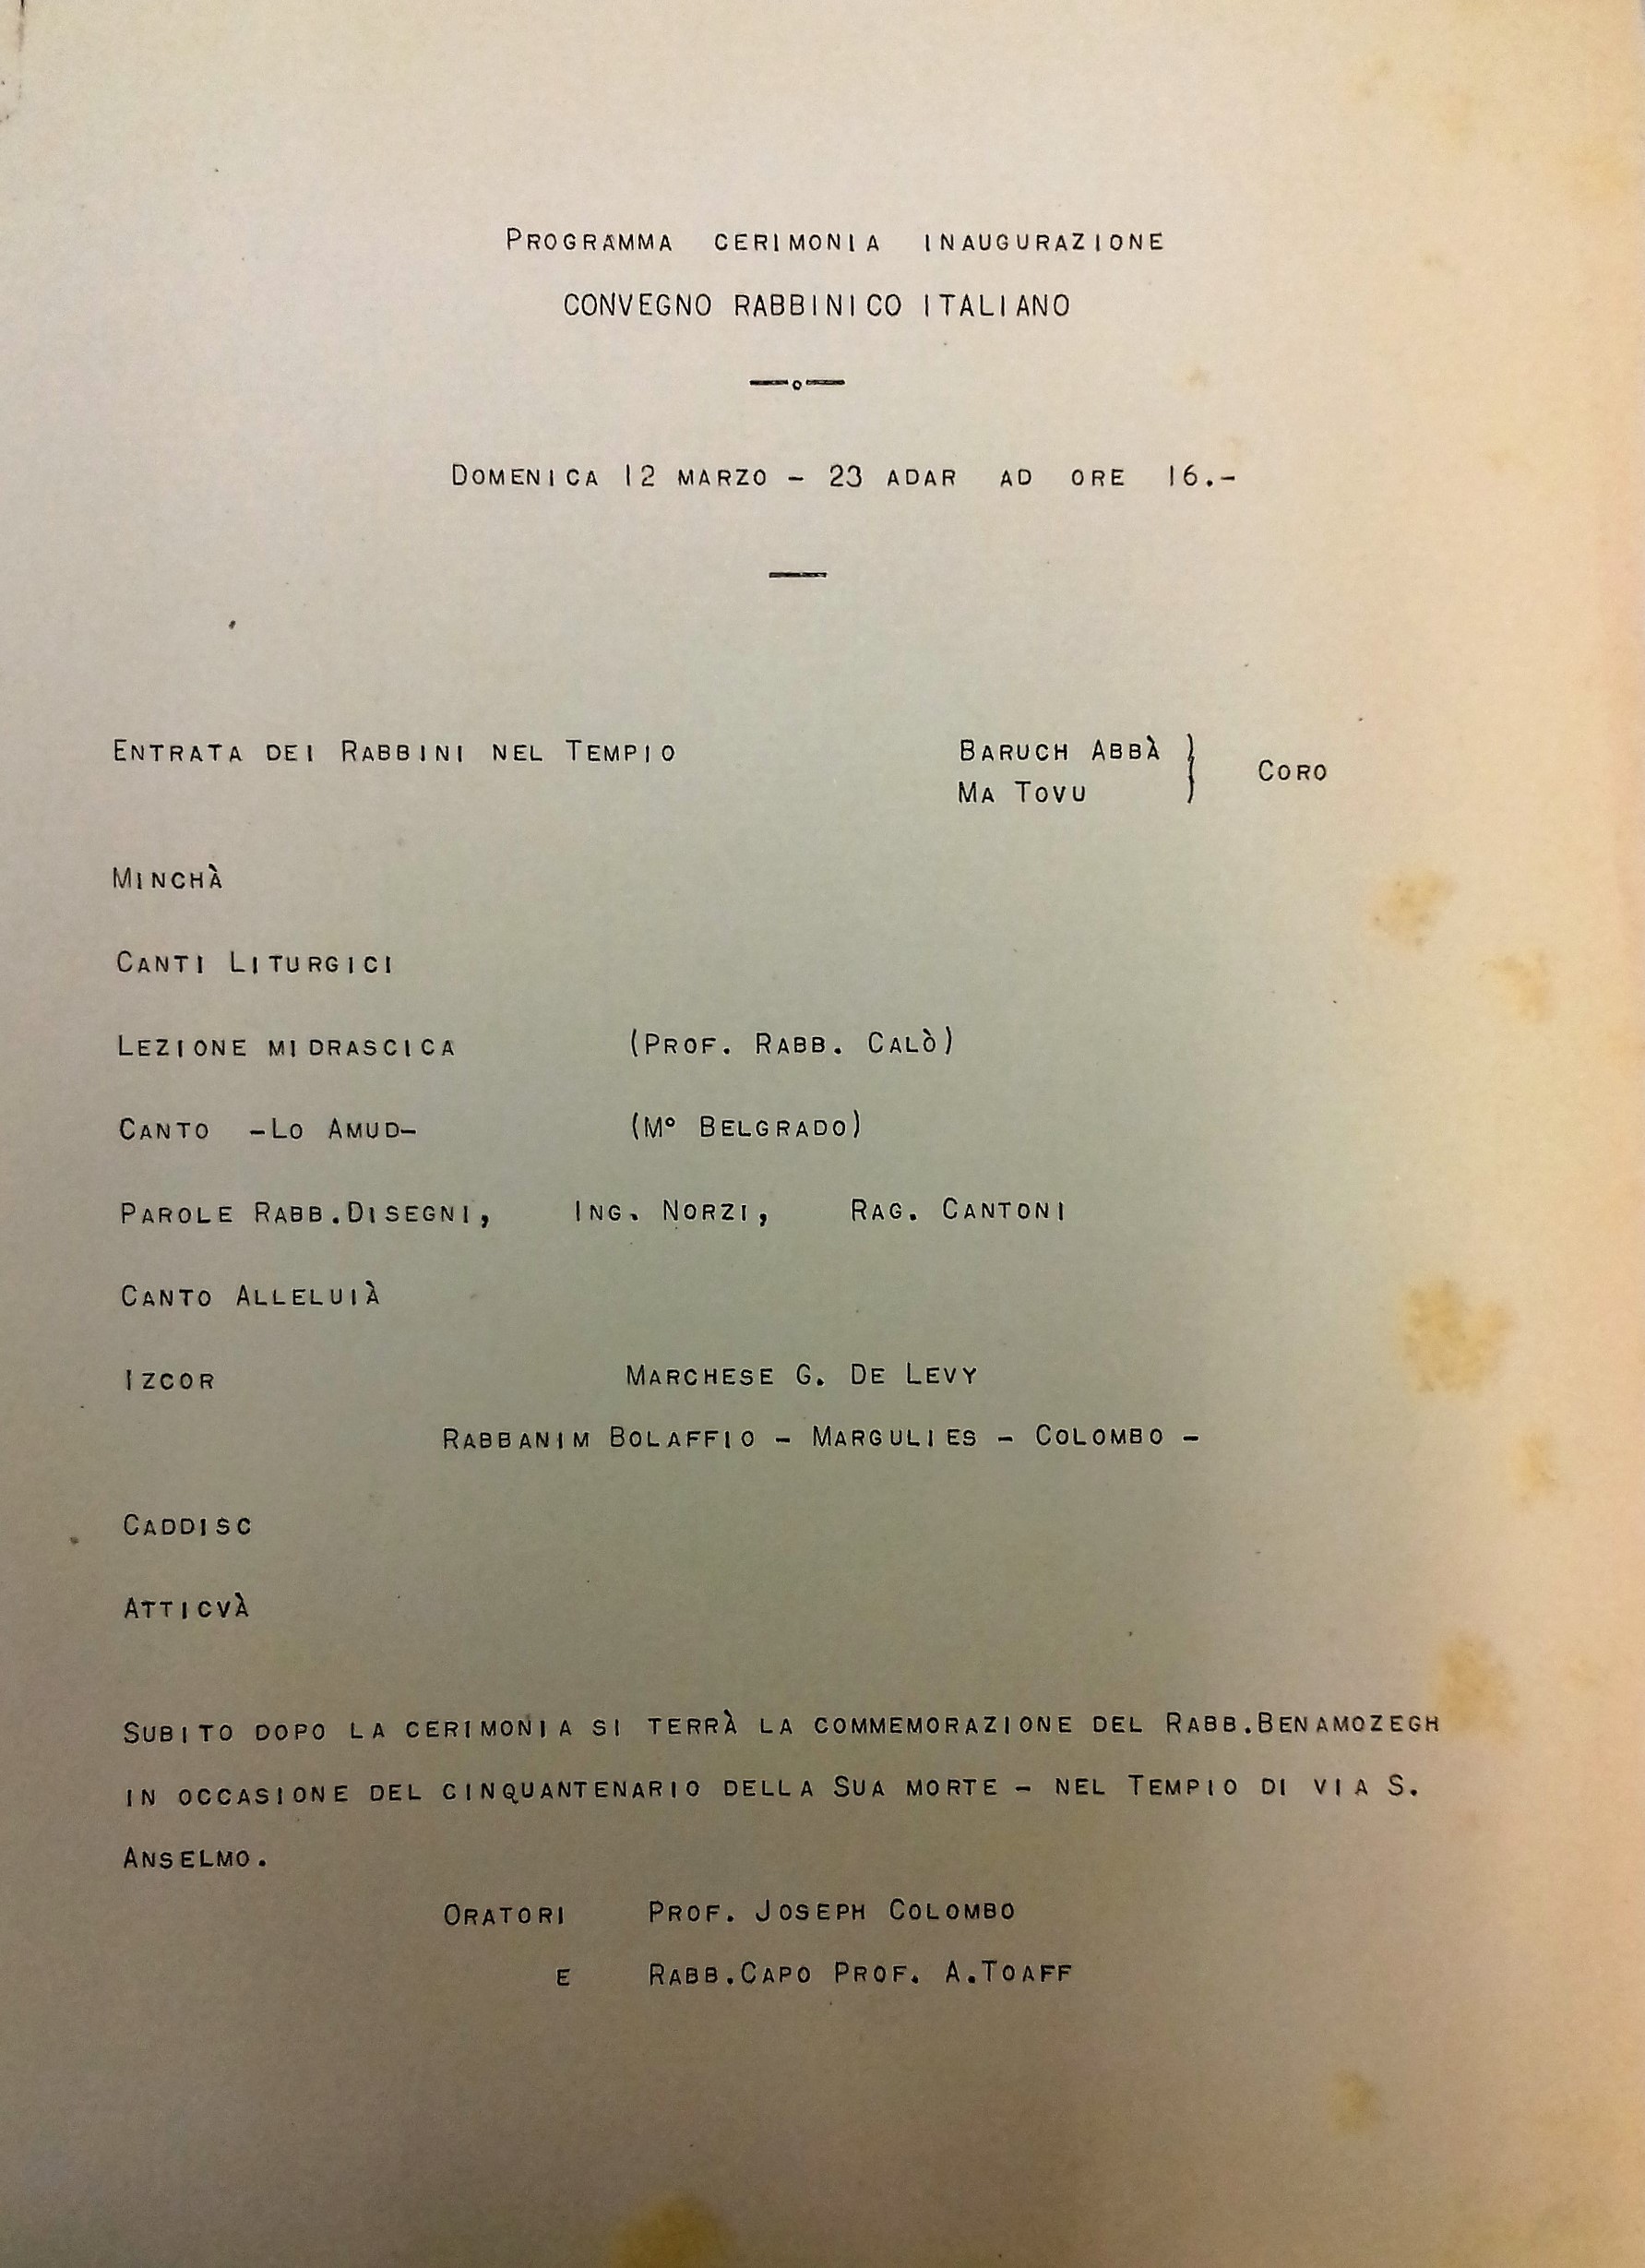 Programma cerimonia inaugurazione
CONVEGNO RABBINICO ITALIANO
Domenica 12 marzo - 23 adar ad ore 16.-
Entrata dei Rabbini nel Tempio Baruch Abbà } Coro
Ma Tovu
Minchà
Canti Liturgici
Lezione midrascica (Prof. Rabb. Calò)
Canto -Lo Amud- (M° Belgrado)
Parole Rabb.Disegni, Ing. Norzi, Rag. Cantoni
Canto Alleluià
Izcor Marchese G. De Levy
Rabbanim Bolaffio - Margulies - Colombo -
Caddisc
Atticvà
Subito dopo la cerimonia si terrà la commemorazione del Rabb.Benamozegh
in occasione del cinquantenario della Sua morte - nel Tempio di via S.
Anselmo.
Oratori Prof. Joseph Colombo
e Rabb.Capo Prof. A.Toaff